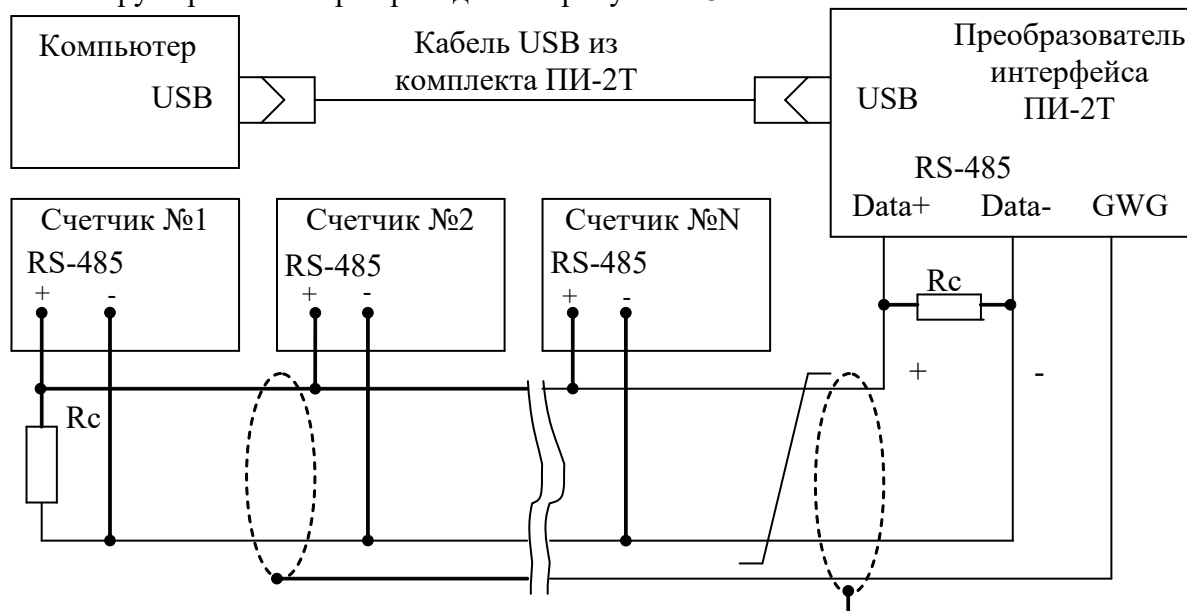 Компьютер
USB
Кабель USB из
комплекта ПИ-2Т
Преобразователь
интерфейса
ПИ-2Т
USB
RS-485
Data+ Data- GWG
Счетчик №1
RS-485
+ -
Счетчик №2
RS-485
+ -
Счетчик №N
RS-485
+ -
Rc
+ -
Rc